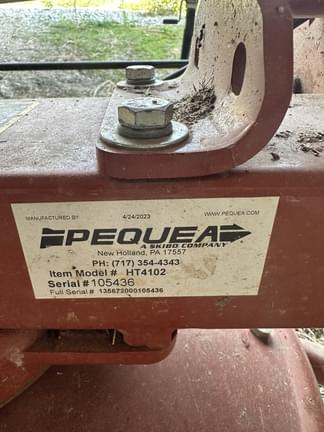 MANUFACTURED BY: 4/24/2023 WWW.PEQUEA.COM
PEQUEA
A SKIBO COMPANY
New Holland, PA 17557
PH: (717) 354-4343
Item Model # HT4102
Serial # 105436
Full Serial # 135672000105436